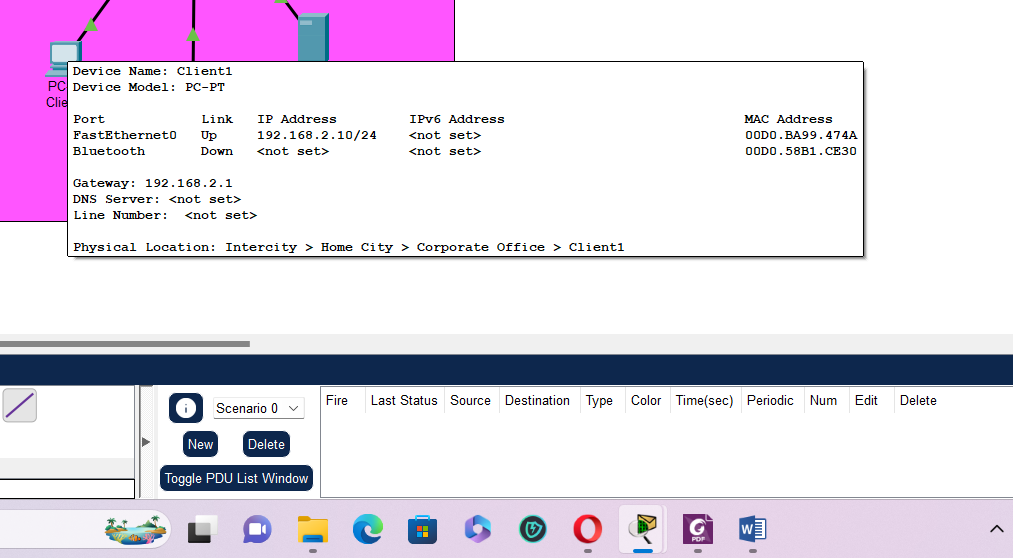 PC
Clie
Device Name: Client1
Device Model: PC-PT
Port Link IP Address IPv6 Address MAC Address
FastEthernet0 Up 192.168.2.10/24 <not set> 00D0.BA99.474A
Bluetooth Down <not set> <not set> 00D0.58B1.CE30
Gateway: 192.168.2.1
DNS Server: <not set>
Line Number: <not set>
Physical Location: Intercity > Home City > Corporate Office > Client1
Scenario 0
New Delete
Toggle PDU List Window
Fire Last Status Source Destination Type Color Time(sec) Periodic Num Edit Delete
PDF